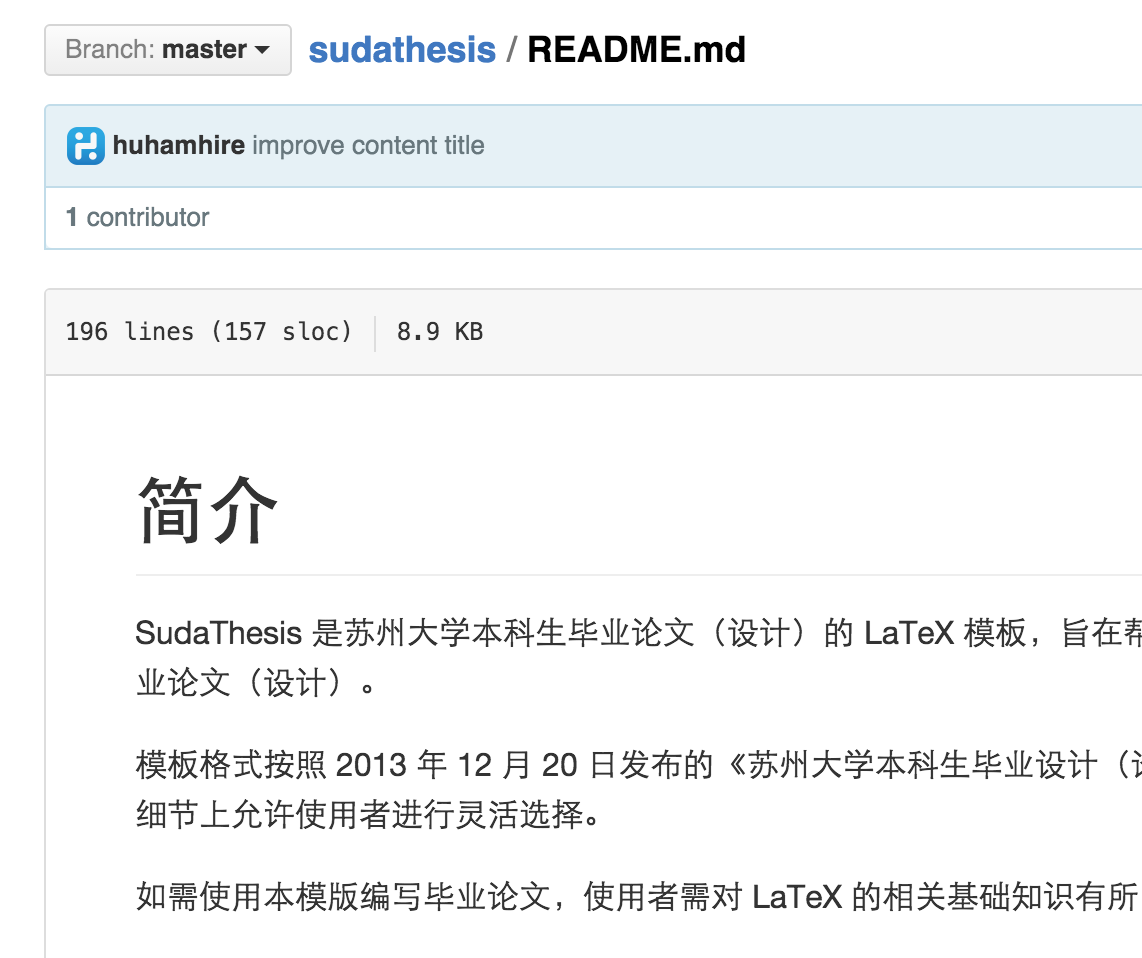 Branch: master
sudathesis / README.md
huhamhire improve content title
1 contributor
196 lines (157 sloc) 8.9 KB
简介
SudaThesis 是苏州大学本科生毕业论文（设计）的 LaTeX 模板，旨在帮
业论文（设计）。
模板格式按照 2013 年 12 月 20 日发布的《苏州大学本科生毕业设计（
细节上允许使用者进行灵活选择。
如需使用本模版编写毕业论文，使用者需对 LaTeX 的相关基础知识有所